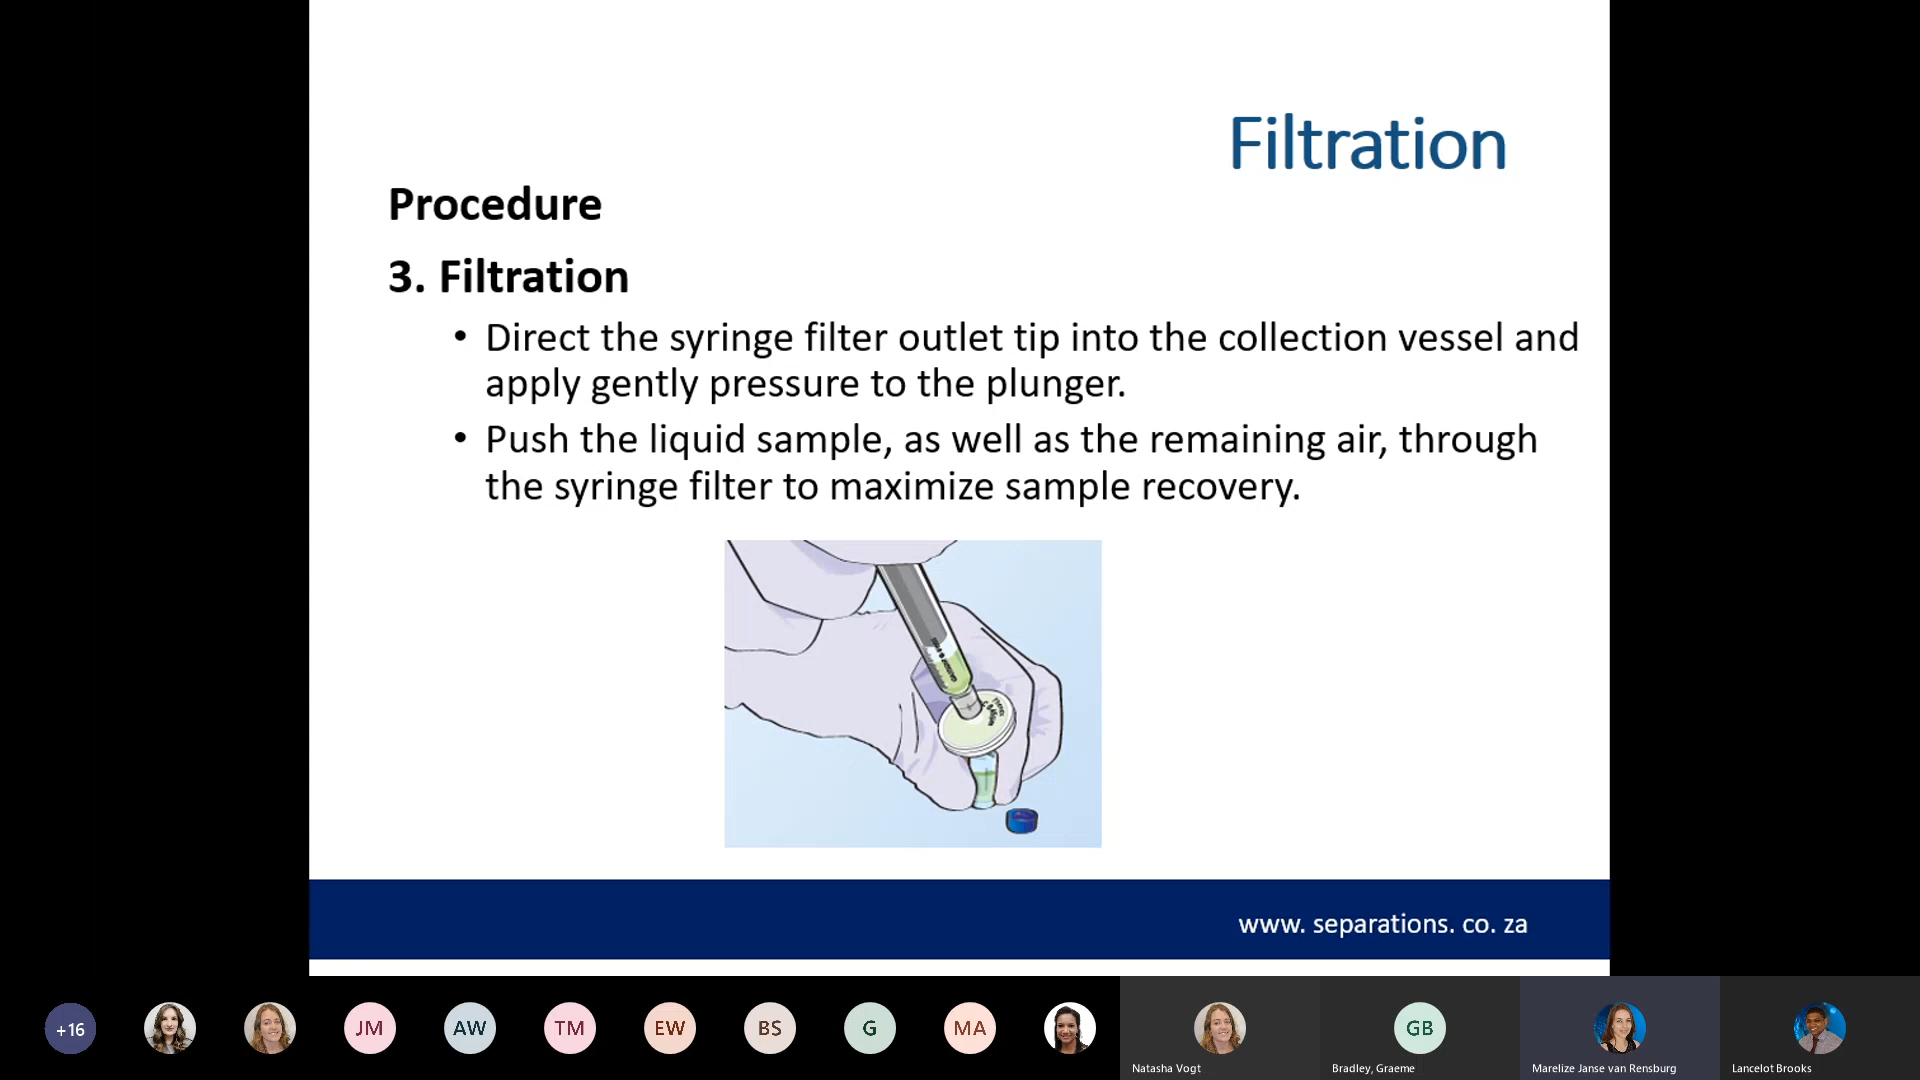 Filtration
Procedure
3. Filtration
• Direct the syringe filter outlet tip into the collection vessel and
apply gently pressure to the plunger.
• Push the liquid sample, as well as the remaining air, through
the syringe filter to maximize sample recovery.
www. separations. co. za
+16
JM
AW
TM
EW
BS
G
MA
GB
Natasha Vogt
Bradley, Graeme
Marelize Janse van Rensburg
Lancelot Brooks